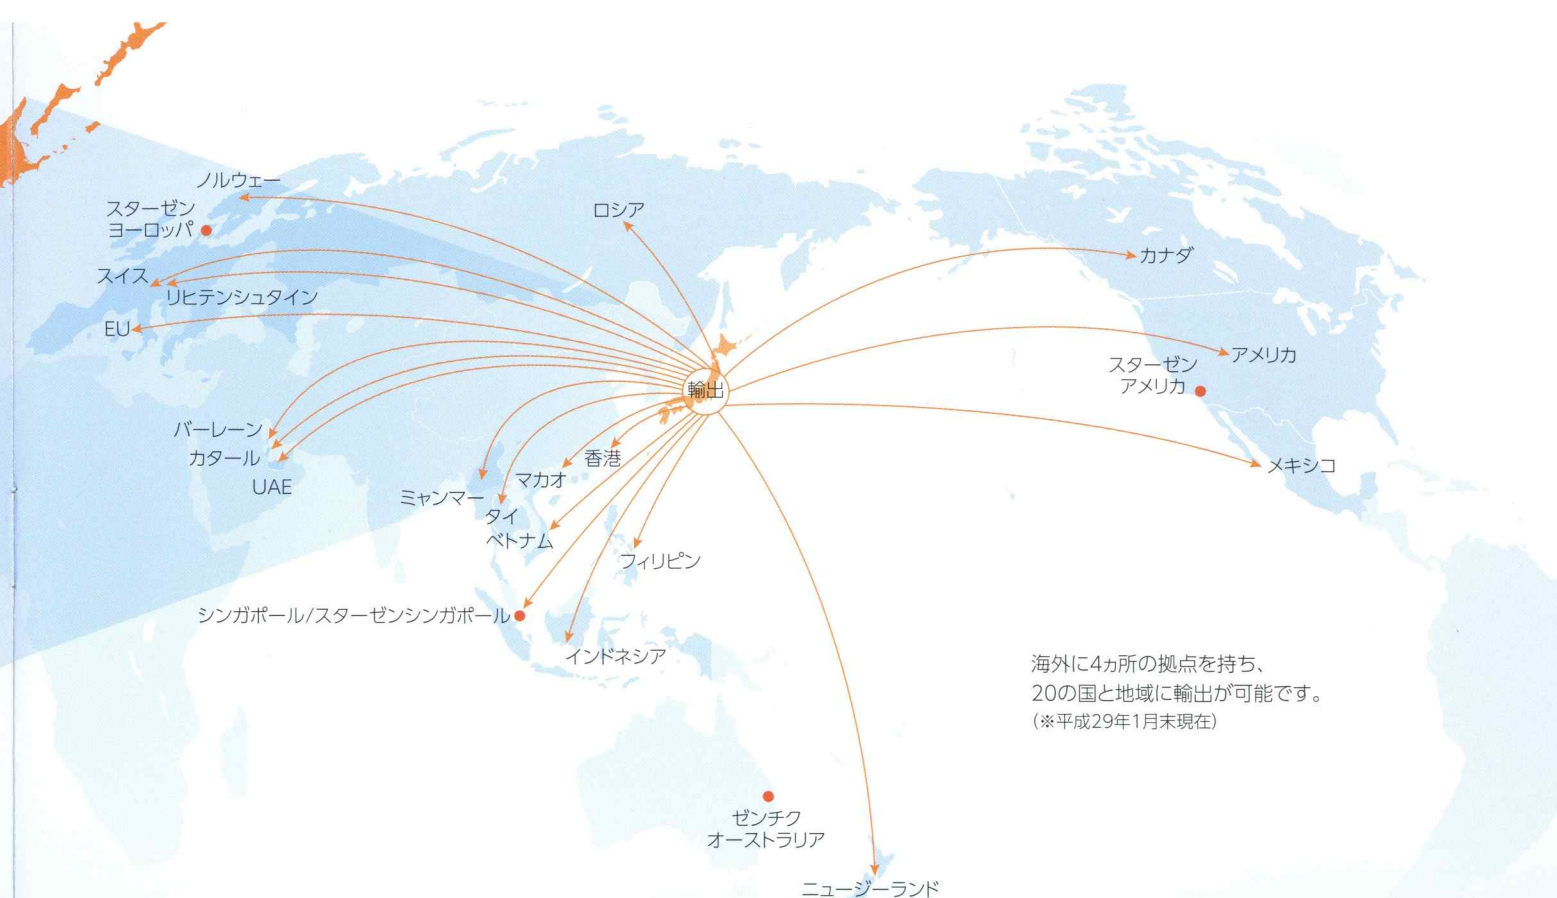 ノルウェー
スターゼン
ヨーロッパ
ロシア
カナダ
スイス
リヒテンシュタイン
EU
アメリカ
スターゼン
アメリカ
輸出
バーレーン
カタール
UAE
香港
マカオ
ミャンマー
タイ
ベトナム
メキシコ
フィリピン
シンガポール/スターゼンシンガポール
インドネシア
海外に4ヵ所の拠点を持ち、
20の国と地域に輸出が可能です。
(※平成29年1月末現在)
ゼンチク
オーストラリア
ニュージーランド